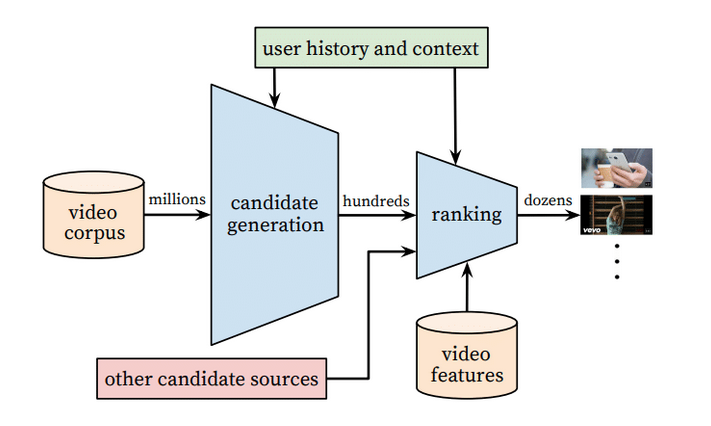 user history and context
millions
candidate
generation
hundreds
ranking
dozens
video
corpus
vevo
other candidate sources
video
features